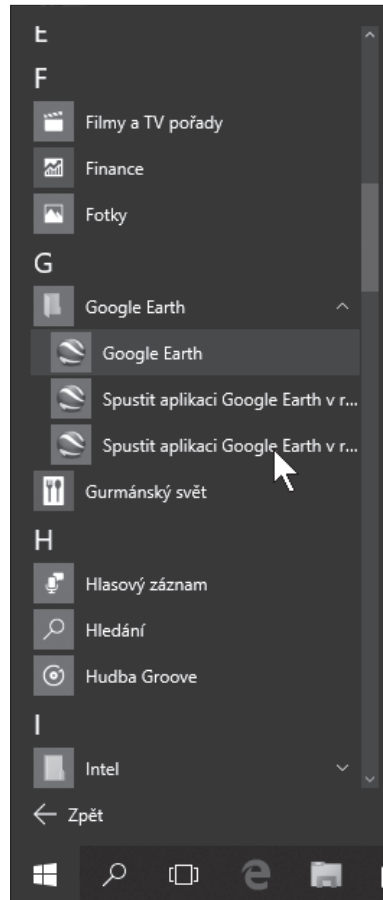 E
F
Filmy a TV pořady
Finance
Fotky
G
Google Earth
Google Earth
Spustit aplikaci Google Earth v r...
Spustit aplikaci Google Earth v r...
Gurmánský svět
H
Hlasový záznam
Hledání
Hudba Groove
I
Intel
Zpět